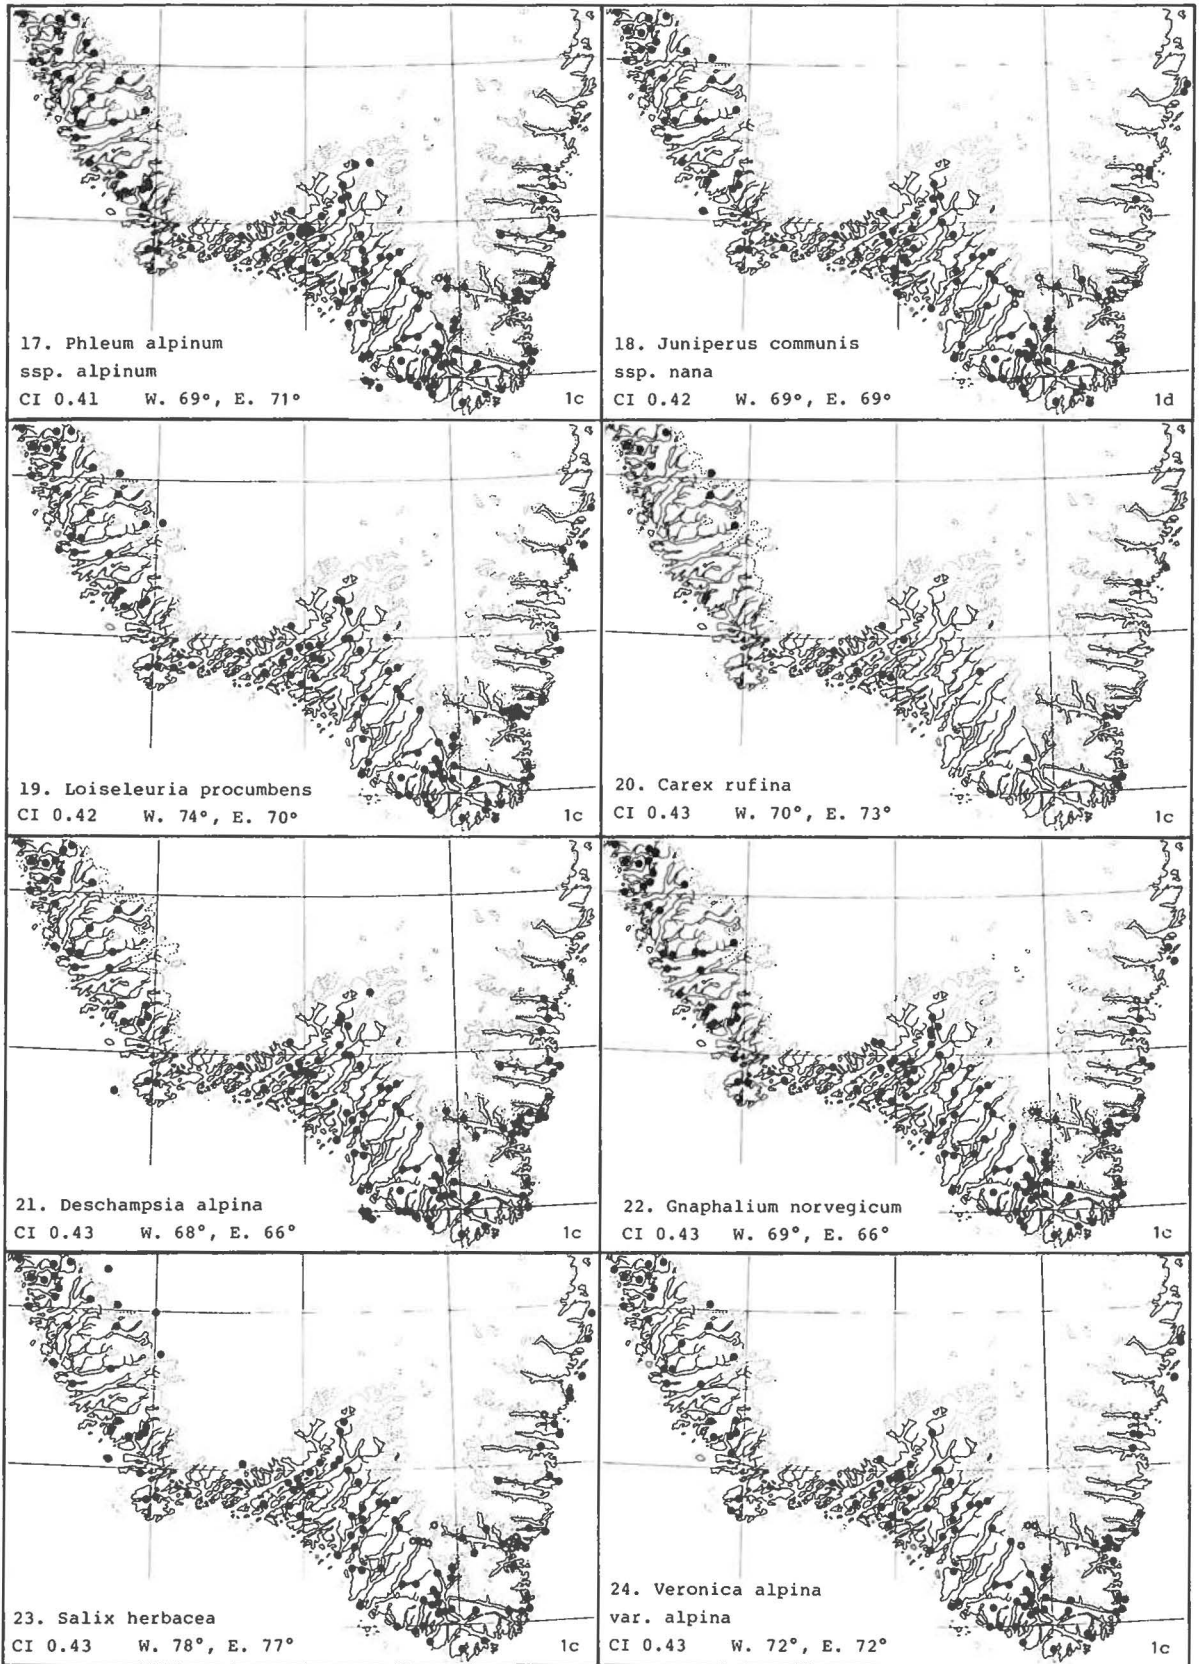 17. Phleum alpinum
ssp. alpinum
CI 0.41 W. 69°, E. 71° 1c
18. Juniperus communis
ssp. nana
CI 0.42 W. 69°, E. 69° 1d
19. Loiseleuria procumbens
CI 0.42 W. 74°, E. 70° 1c
20. Carex rufina
CI 0.43 W. 70°, E. 73° 1c
21. Deschampsia alpina
CI 0.43 W. 68°, E. 66° 1c
22. Gnaphalium norvegicum
CI 0.43 W. 69°, E. 66° 1c
23. Salix herbacea
CI 0.43 W. 78°, E. 77° 1c
24. Veronica alpina
var. alpina
CI 0.43 W. 72°, E. 72° 1c